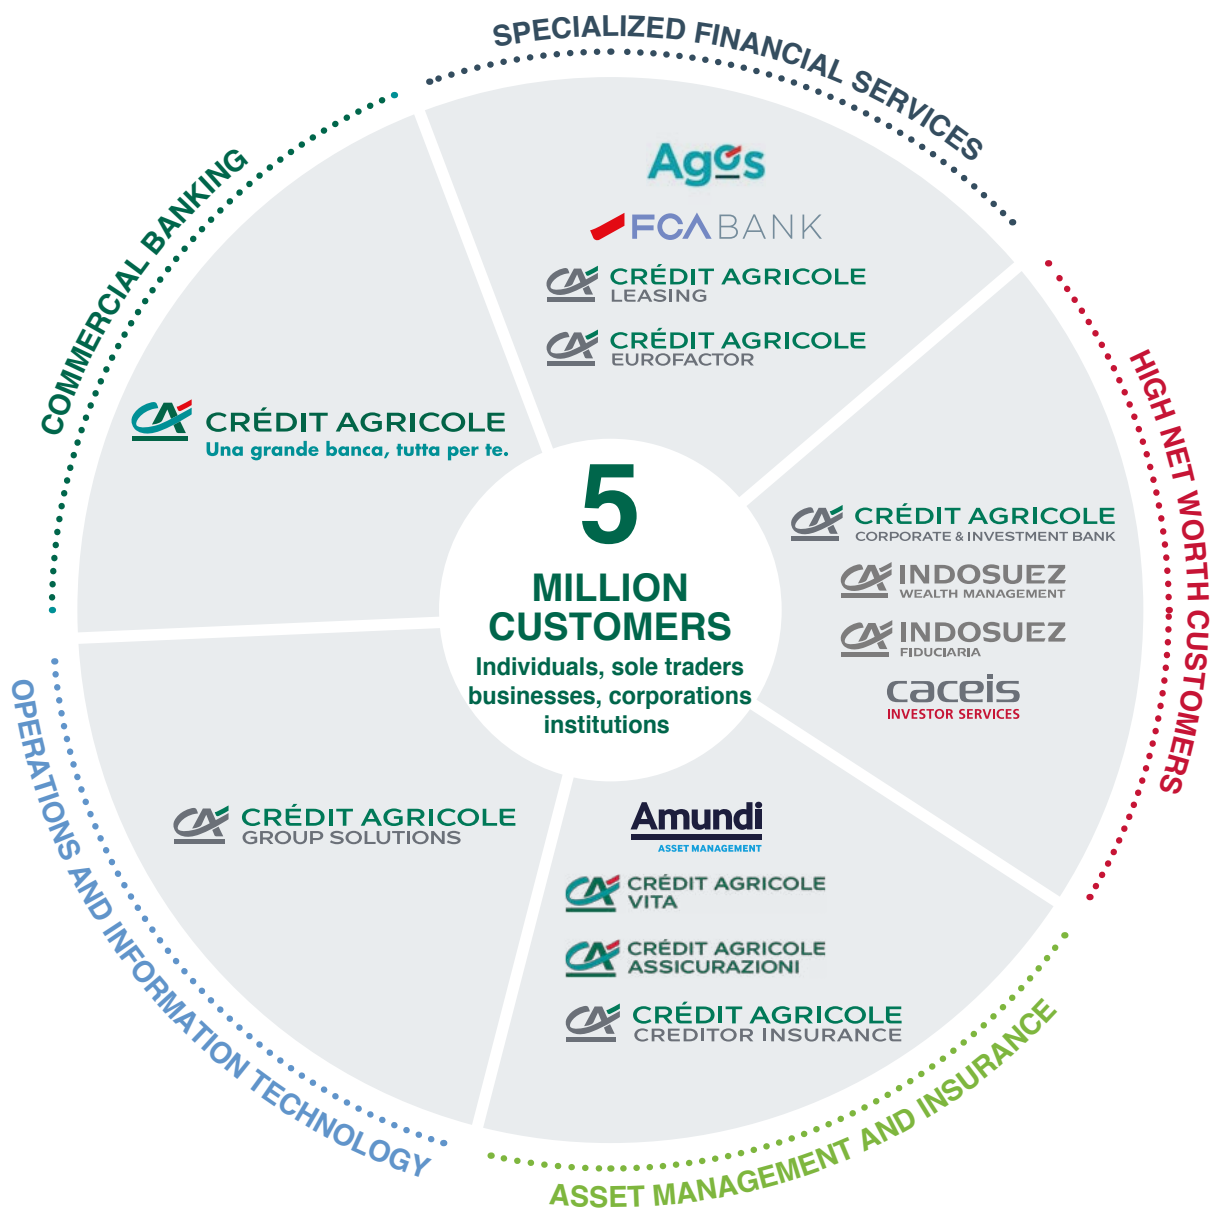 SPECIALIZED FINANCIAL SERVICES
Agos
FCA BANK
CRÉDIT AGRICOLE
LEASING
CRÉDIT AGRICOLE
EUROFACTOR
COMMERCIAL BANKING
CRÉDIT AGRICOLE
Una grande banca, tutta per te.
HIGH NET WORTH CUSTOMERS
CRÉDIT AGRICOLE
CORPORATE & INVESTMENT BANK
INDOSUEZ
WEALTH MANAGEMENT
INDOSUEZ
FIDUCIARIA
caceis
INVESTOR SERVICES
5
MILLION
CUSTOMERS
Individuals, sole traders
businesses, corporations
institutions
OPERATIONS AND INFORMATION TECHNOLOGY
CRÉDIT AGRICOLE
GROUP SOLUTIONS
Amundi
ASSET MANAGEMENT
CRÉDIT AGRICOLE
VITA
CRÉDIT AGRICOLE
ASSICURAZIONI
CRÉDIT AGRICOLE
CREDITOR INSURANCE
ASSET MANAGEMENT AND INSURANCE